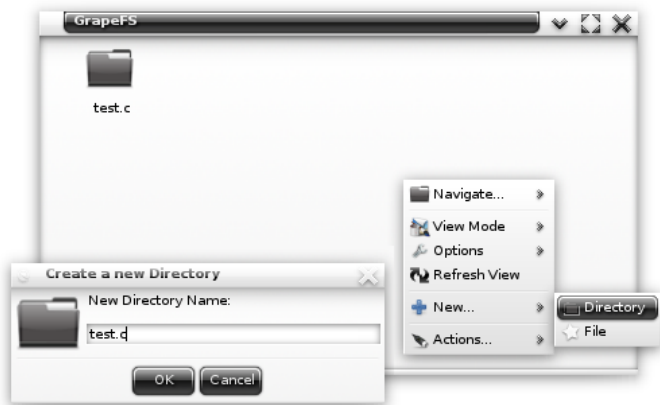 GrapeFS
test.c
Navigate...
View Mode
Options
Refresh View
New...
Actions...
Directory
File
Create a new Directory
New Directory Name:
test.c
OK
Cancel